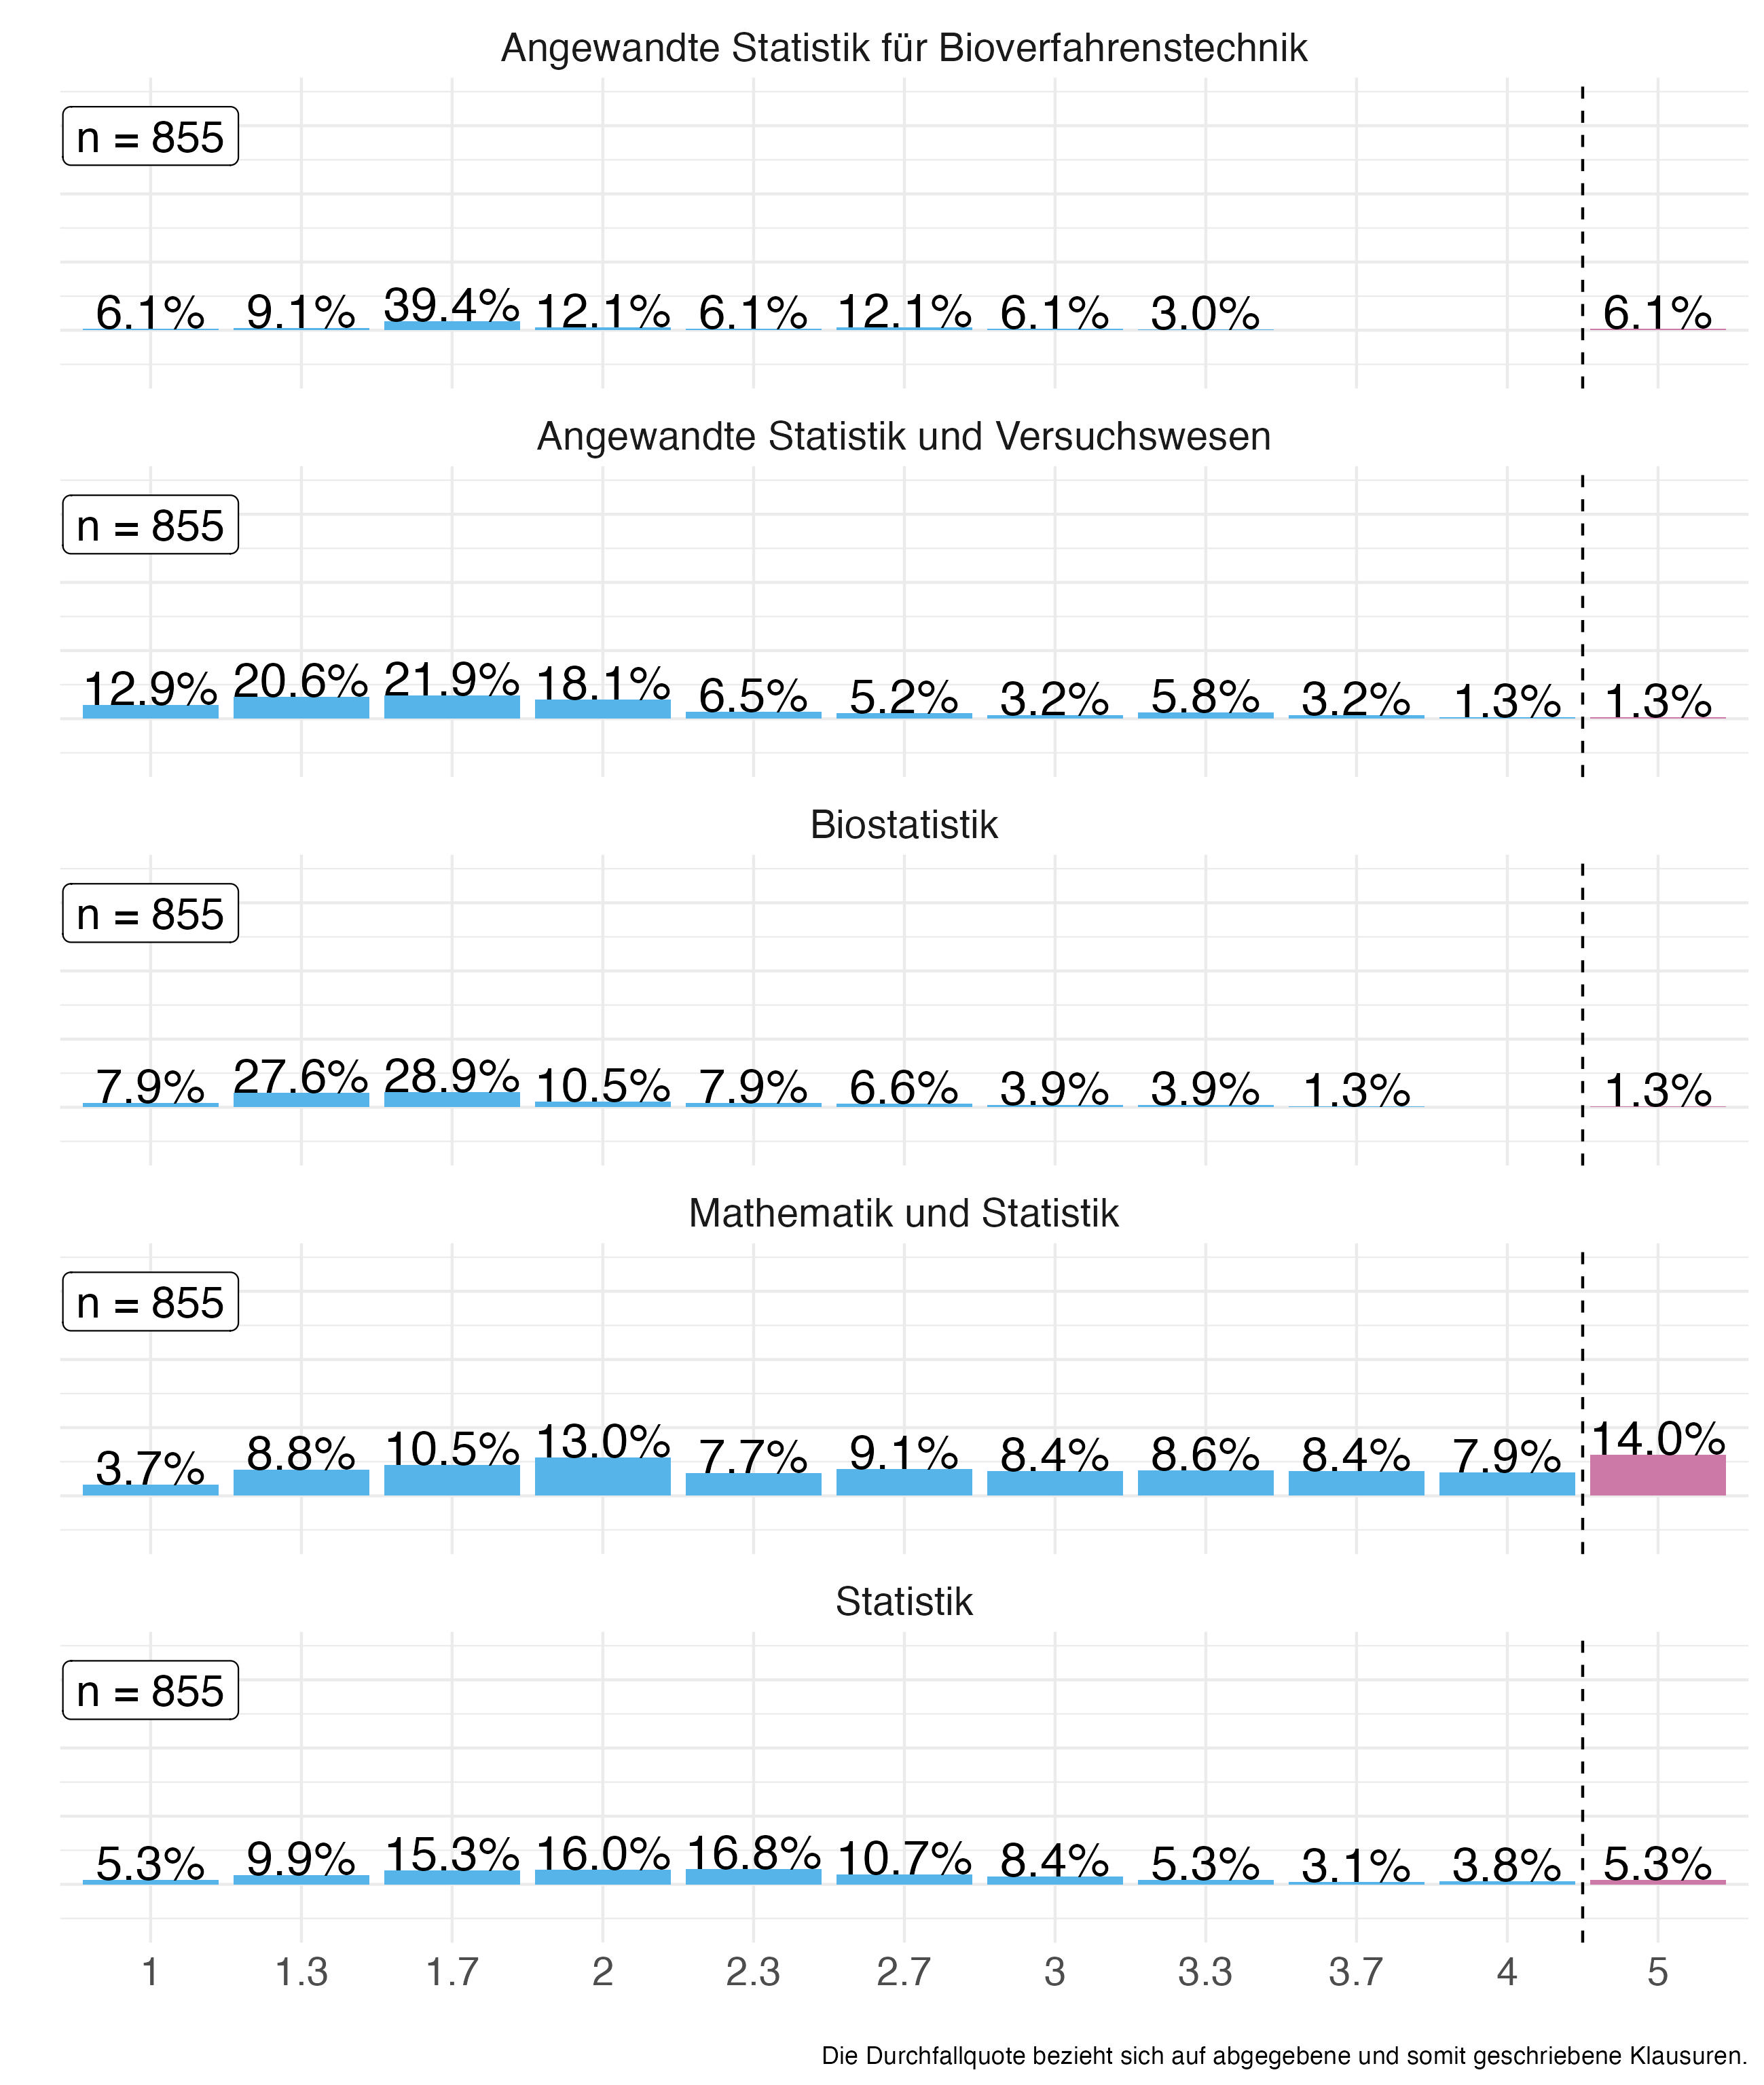 Angewandte Statistik für Bioverfahrenstechnik
n = 855
6.1% 9.1% 39.4% 12.1% 6.1% 12.1% 6.1% 3.0% 6.1%
Angewandte Statistik und Versuchswesen
n = 855
12.9% 20.6% 21.9% 18.1% 6.5% 5.2% 3.2% 5.8% 3.2% 1.3% 1.3%
Biostatistik
n = 855
7.9% 27.6% 28.9% 10.5% 7.9% 6.6% 3.9% 3.9% 1.3% 1.3%
Mathematik und Statistik
n = 855
3.7% 8.8% 10.5% 13.0% 7.7% 9.1% 8.4% 8.6% 8.4% 7.9% 14.0%
Statistik
n = 855
5.3% 9.9% 15.3% 16.0% 16.8% 10.7% 8.4% 5.3% 3.1% 3.8% 5.3%
1 1.3 1.7 2 2.3 2.7 3 3.3 3.7 4 5
Die Durchfallquote bezieht sich auf abgegebene und somit geschriebene Klausuren.